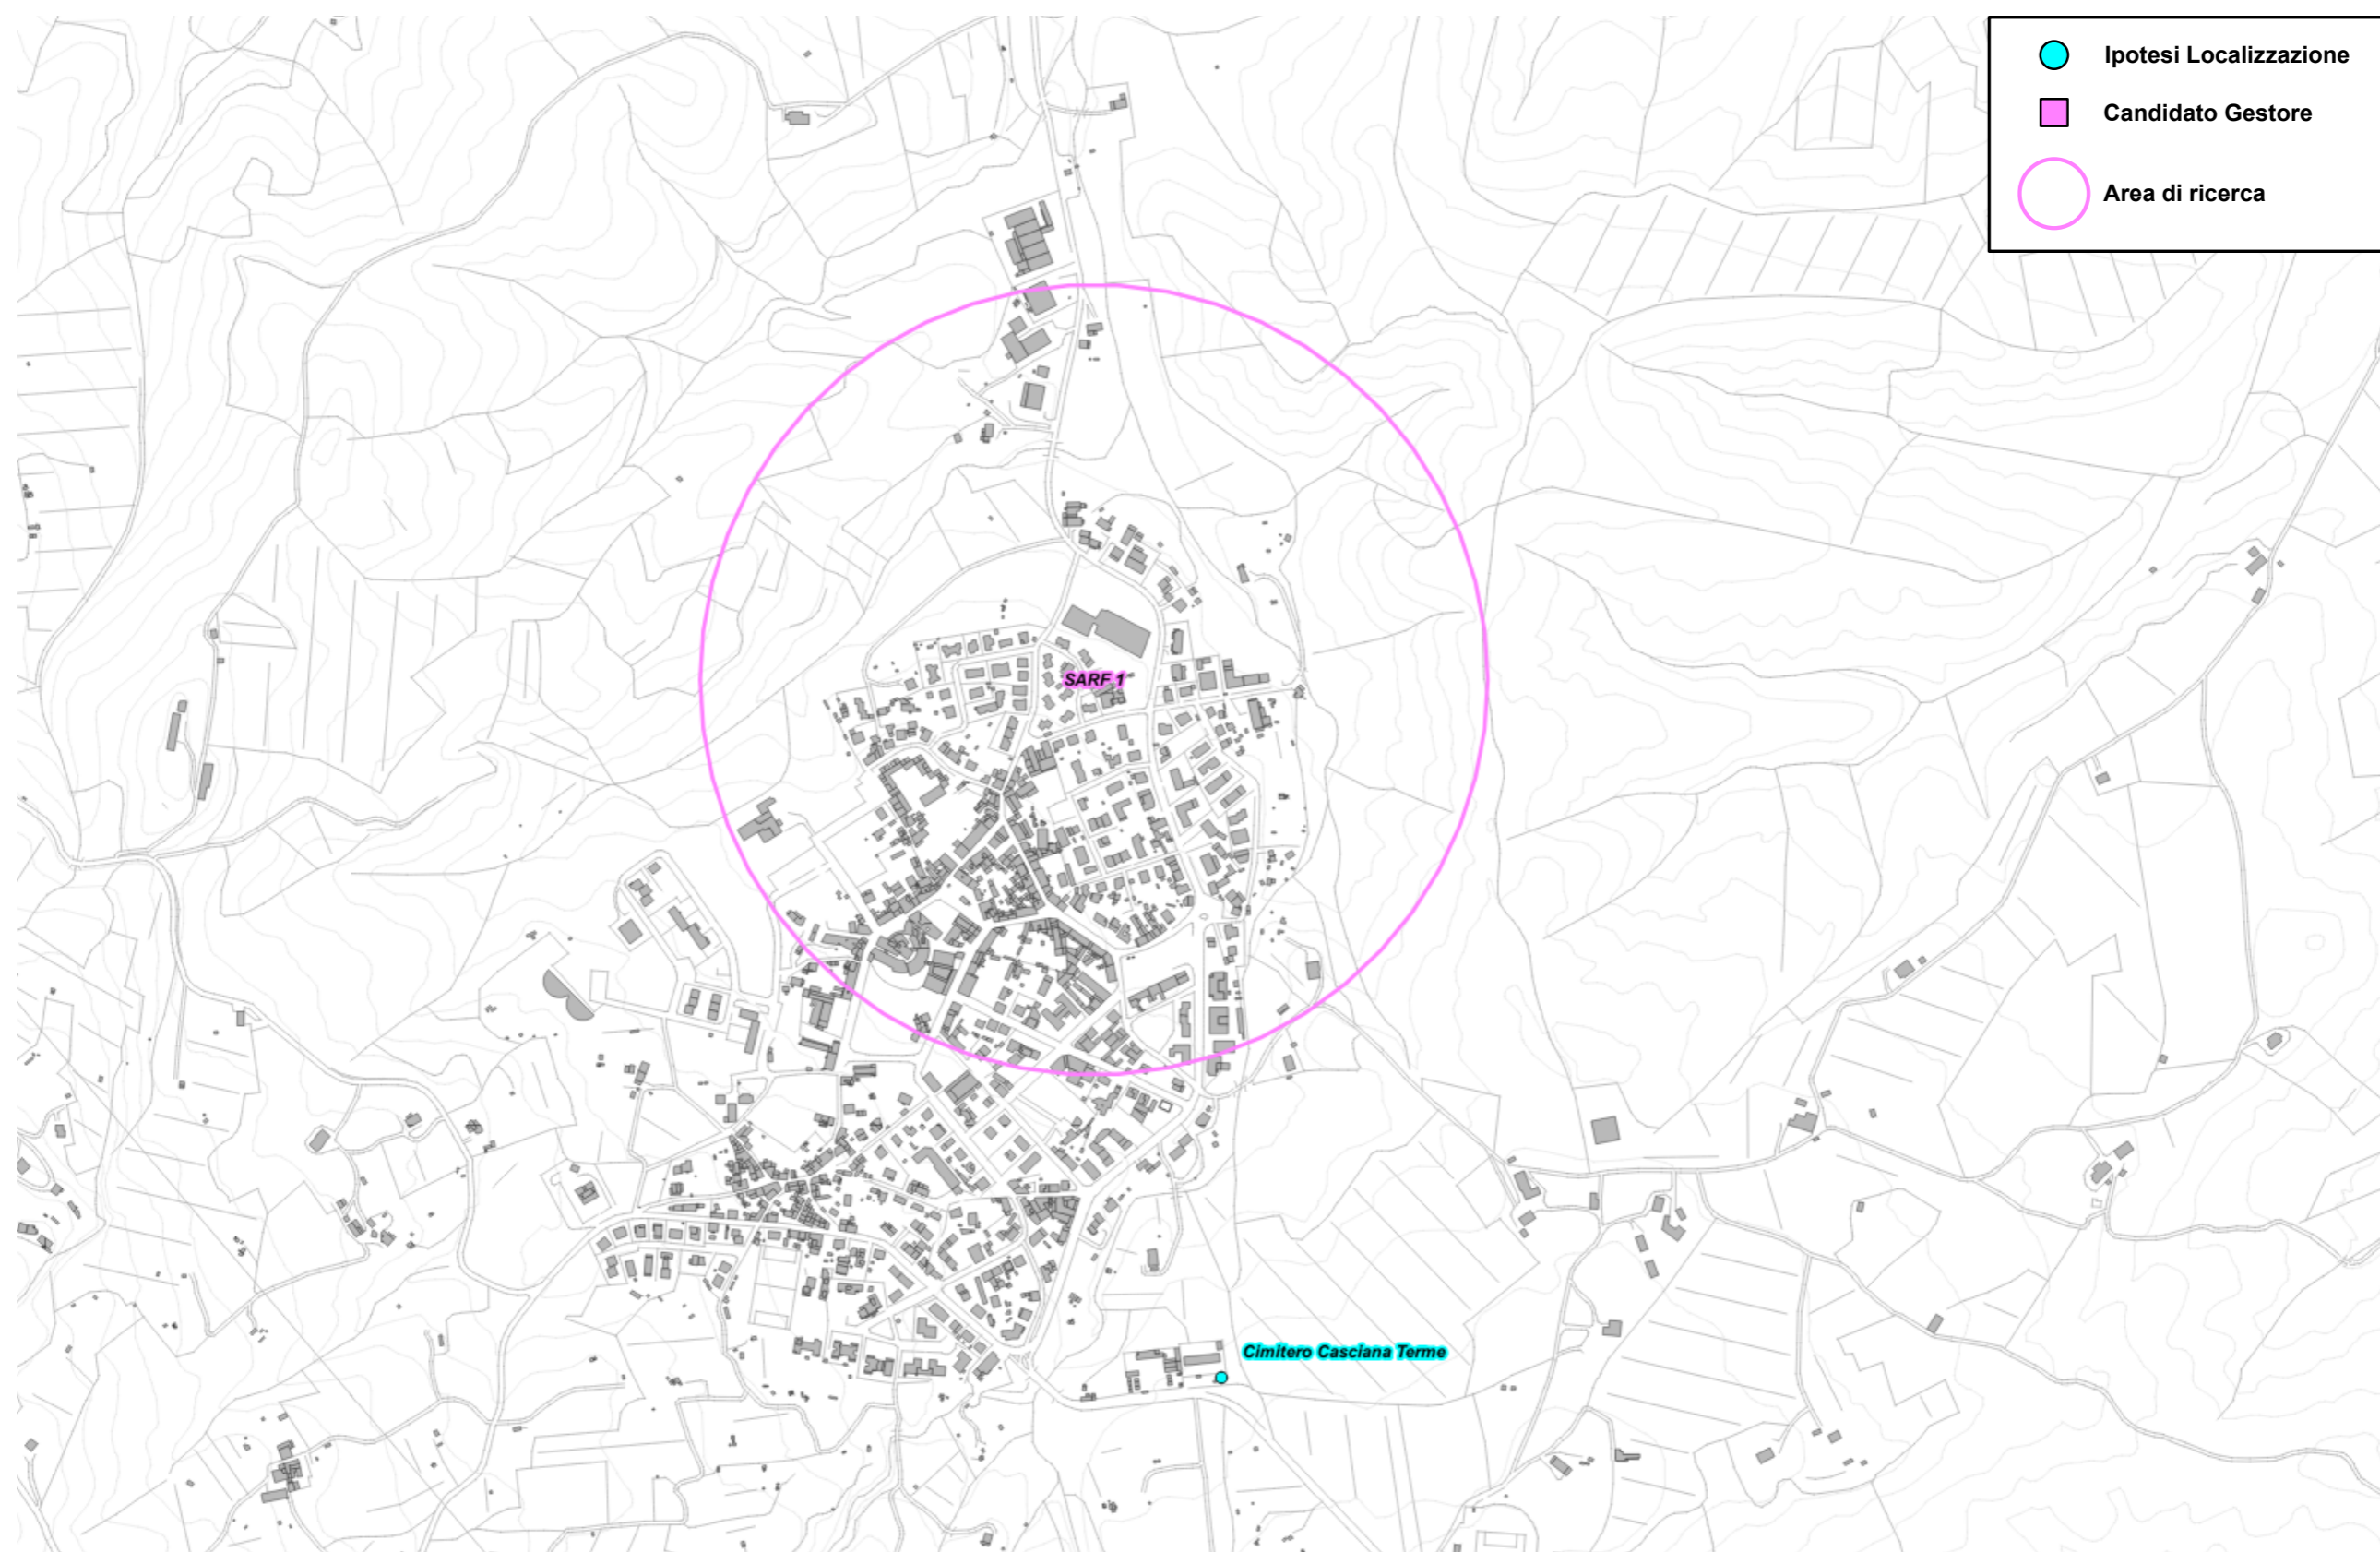 Ipotesi Localizzazione
Candidato Gestore
Area di ricerca
SARF 1
Cimitero Casciana Terme